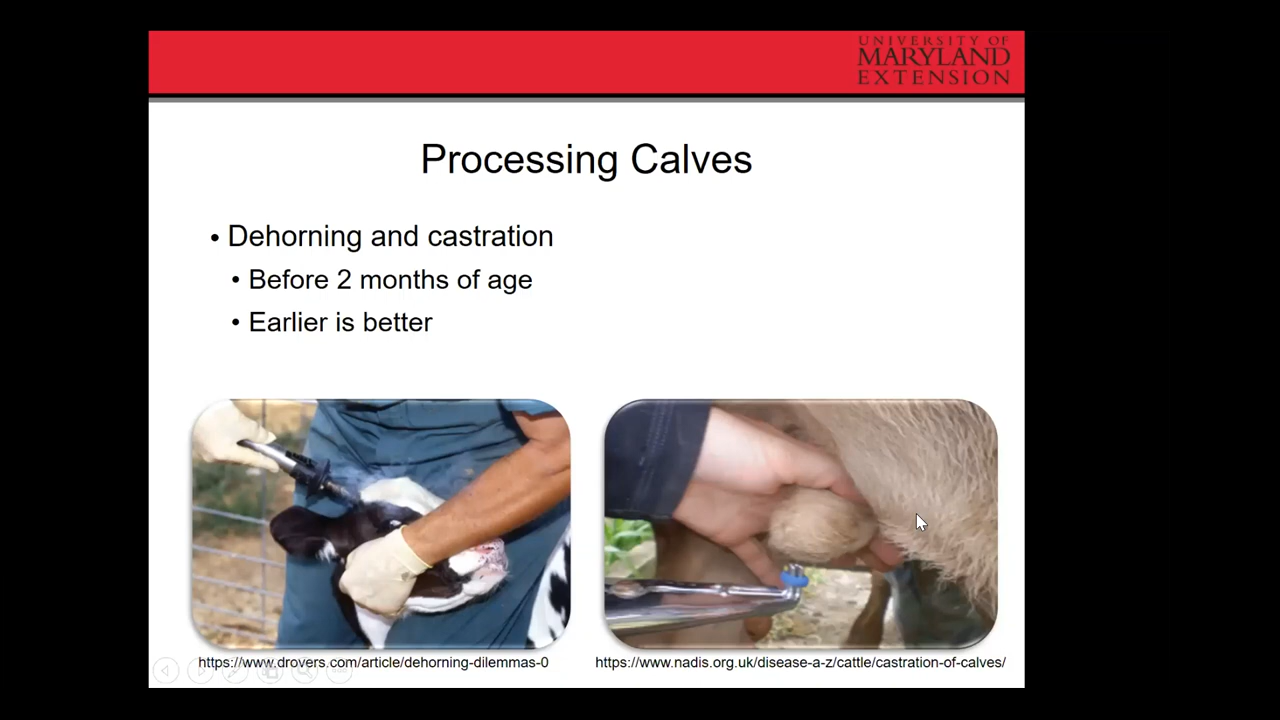 UNIVERSITY OF
MARYLAND
EXTENSION
Processing Calves
• Dehorning and castration
• Before 2 months of age
• Earlier is better
https://www.drovers.com/article/dehorning-dilemmas-0
https://www.nadis.org.uk/disease-a-z/cattle/castration-of-calves/